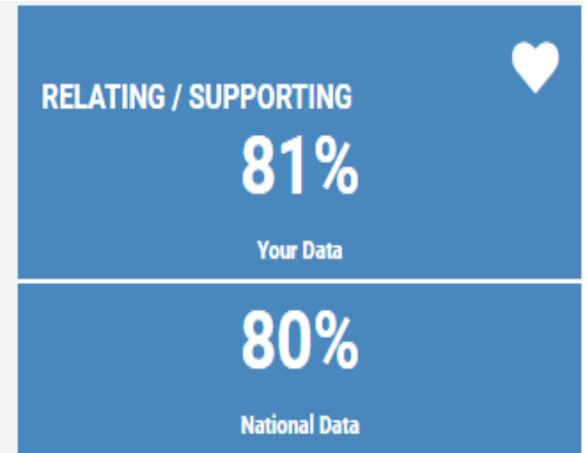 RELATING / SUPPORTING
81%
Your Data
80%
National Data